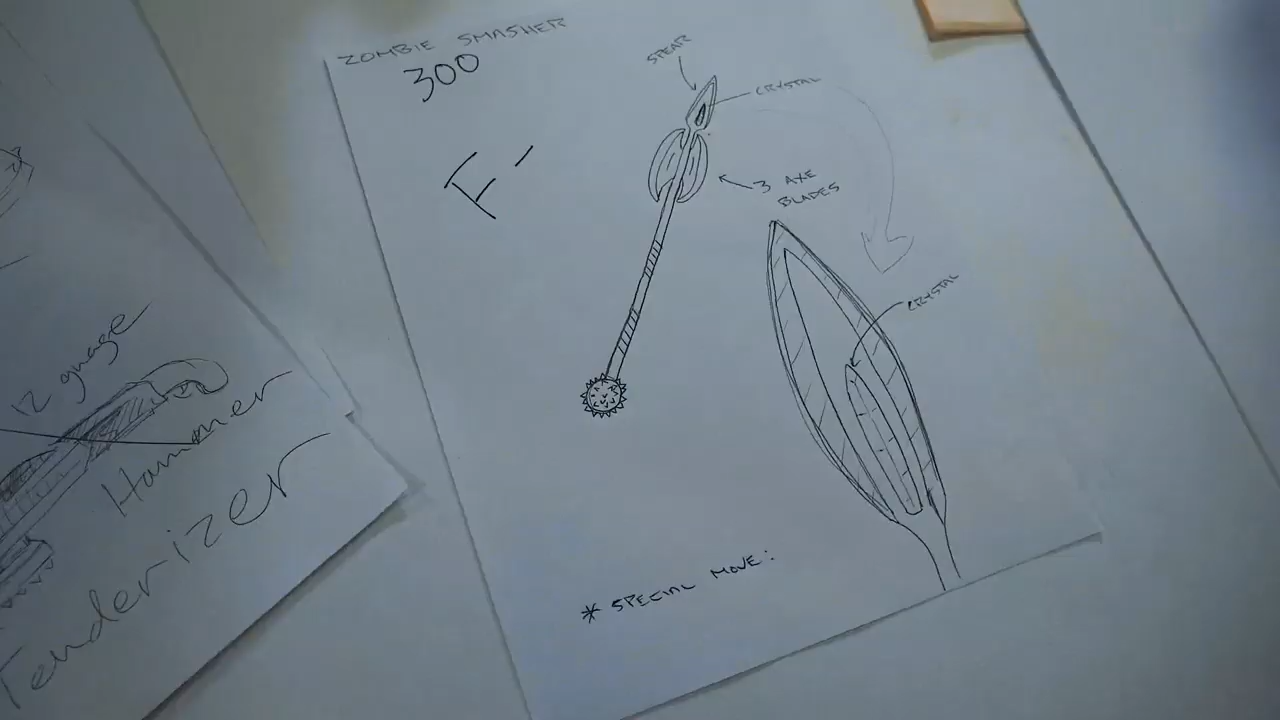 ZOMBIE SMASHER
300
F-
SPEAR
CRYSTAL
3 AXE
BLADES
CRYSTAL
* SPECIAL MOVE:
12 guage
Hammer
Tenderizer